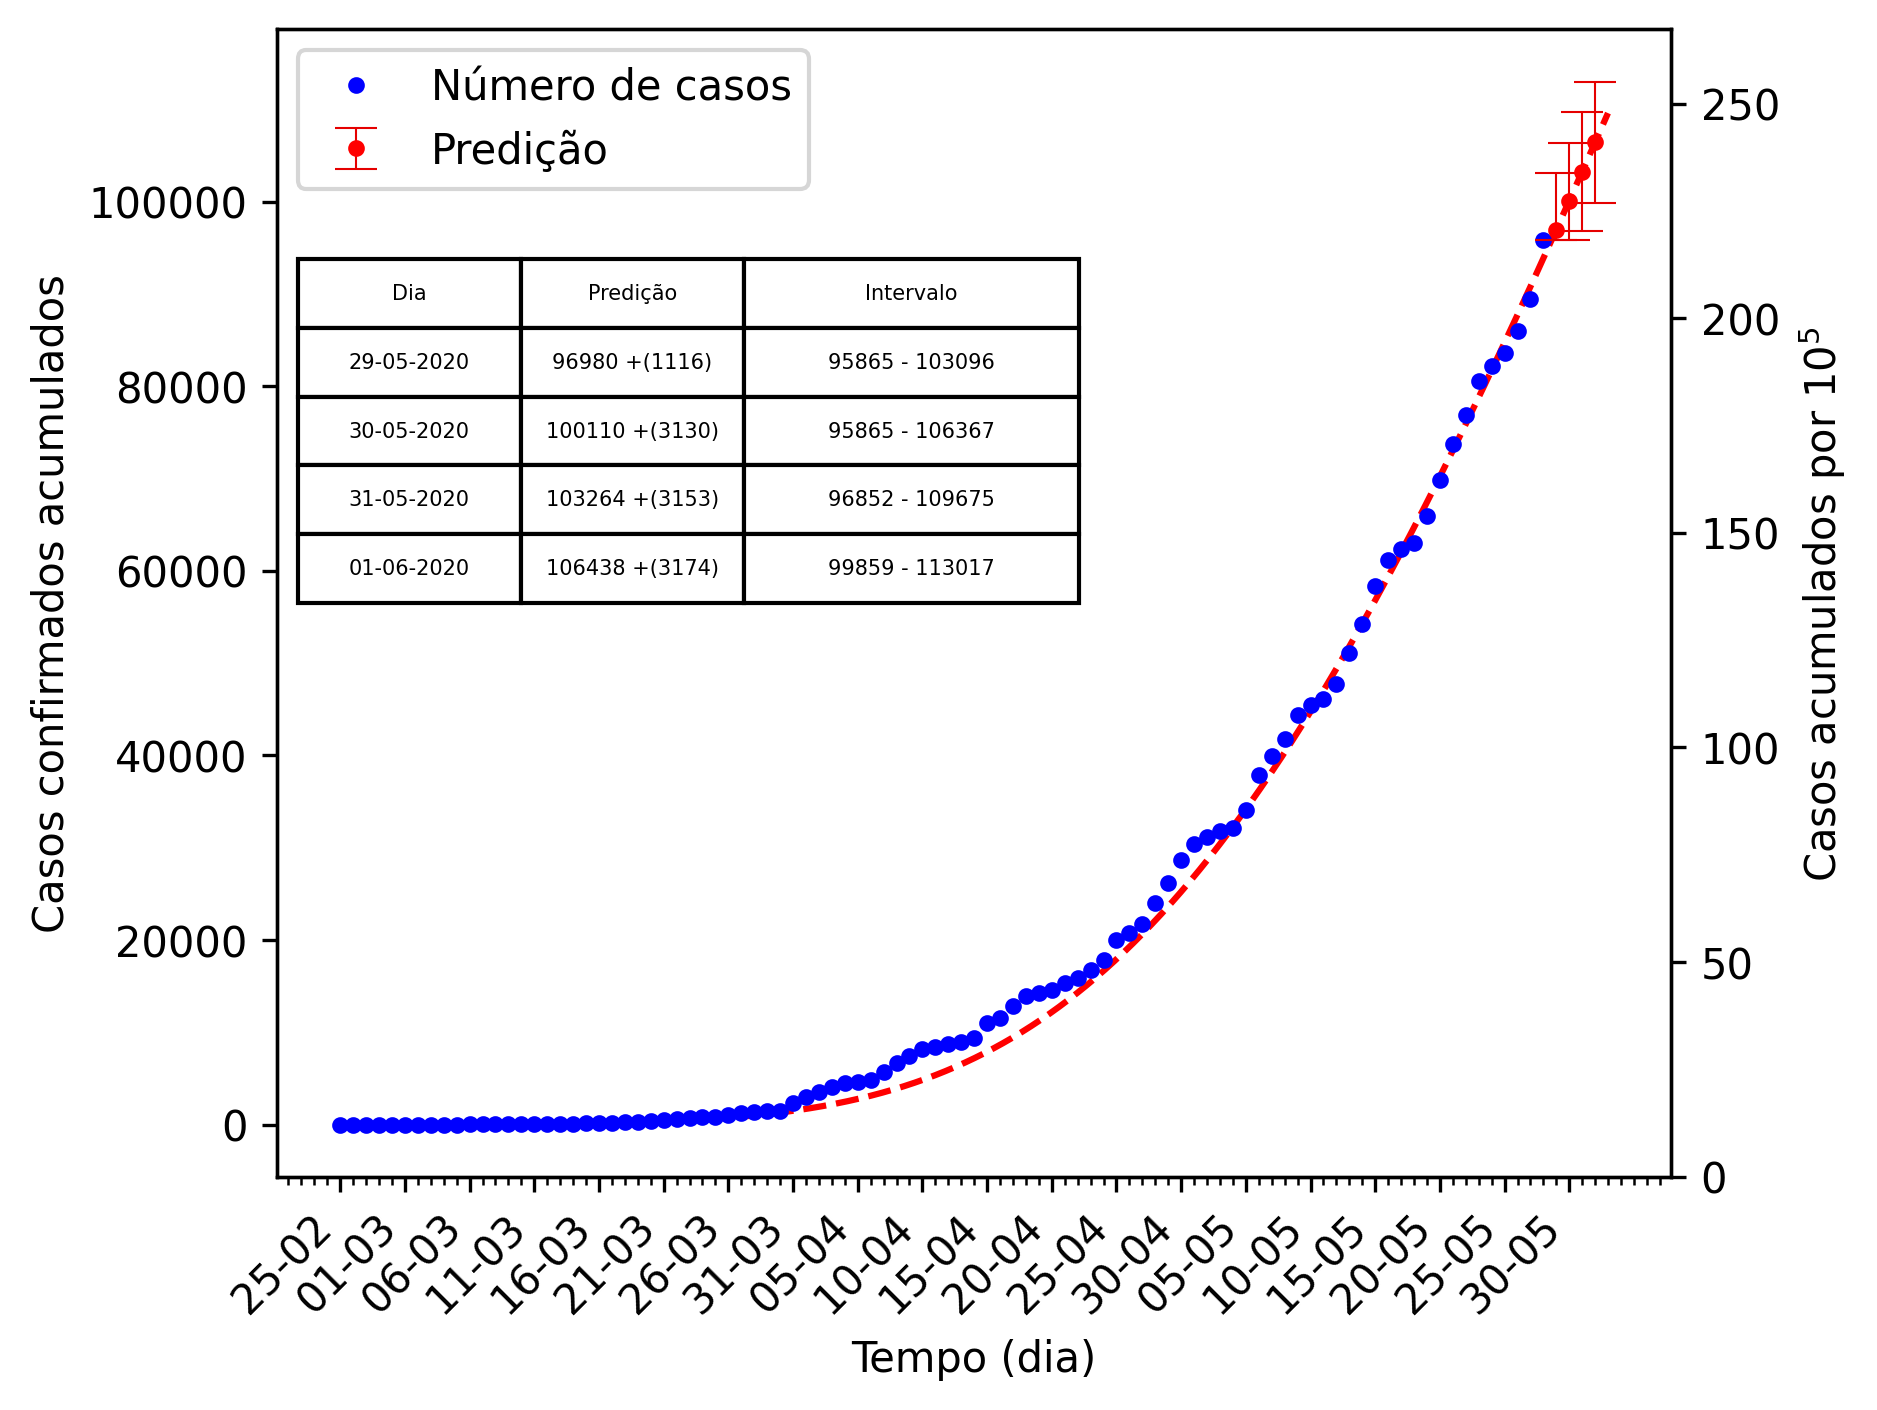 Número de casos
Predição
Dia Predição Intervalo
29-05-2020 96980 +(1116) 95865 - 103096
30-05-2020 100110 +(3130) 95865 - 106367
31-05-2020 103264 +(3153) 96852 - 109675
01-06-2020 106438 +(3174) 99859 - 113017
Casos confirmados acumulados
100000
80000
60000
40000
20000
0
Casos acumulados por 10⁵
250
200
150
100
50
0
25-02 01-03 06-03 11-03 16-03 21-03 26-03 31-03 05-04 10-04 15-04 20-04 25-04 30-04 05-05 10-05 15-05 20-05 25-05 30-05
Tempo (dia)